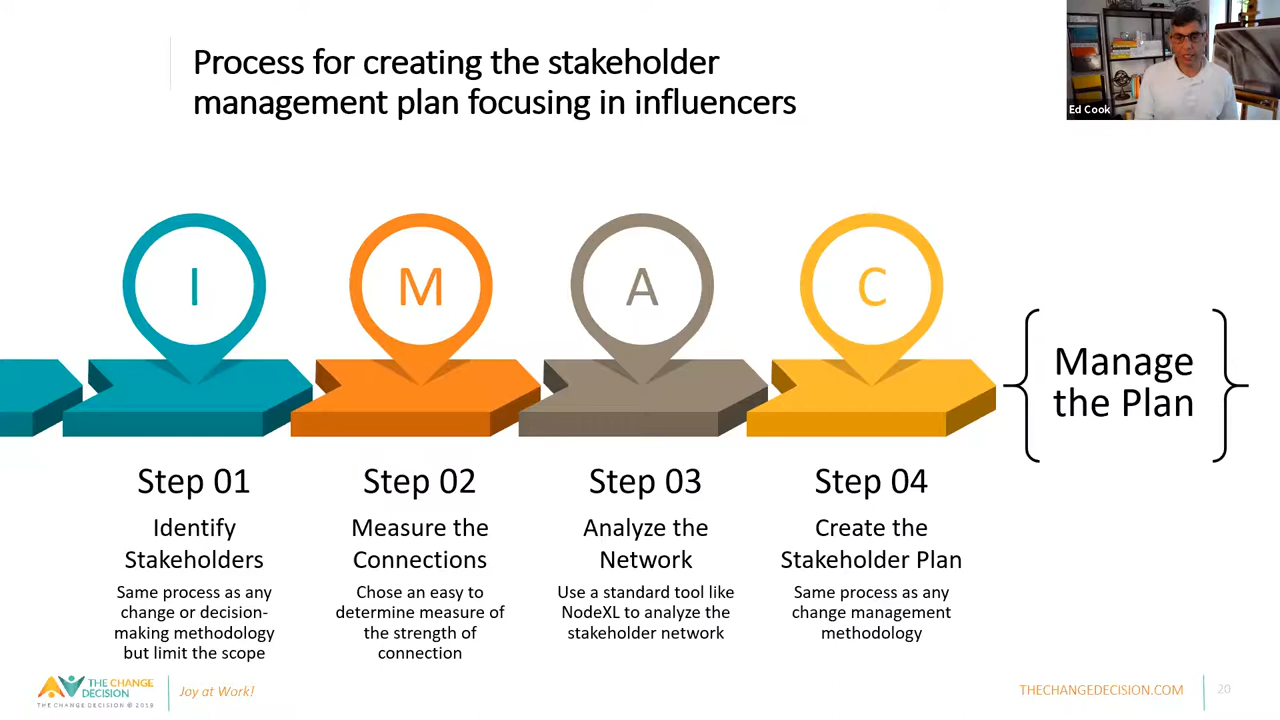 Process for creating the stakeholder
management plan focusing in influencers
Ed Cook
I
M
A
C
Manage
the Plan
Step 01
Identify
Stakeholders
Same process as any
change or decision-
making methodology
but limit the scope
Step 02
Measure the
Connections
Chose an easy to
determine measure of
the strength of
connection
Step 03
Analyze the
Network
Use a standard tool like
NodeXL to analyze the
stakeholder network
Step 04
Create the
Stakeholder Plan
Same process as any
change management
methodology
THE CHANGE
DECISION
THE CHANGE DECISION © 2019
Joy at Work!
THECHANGEDECISION.COM
20